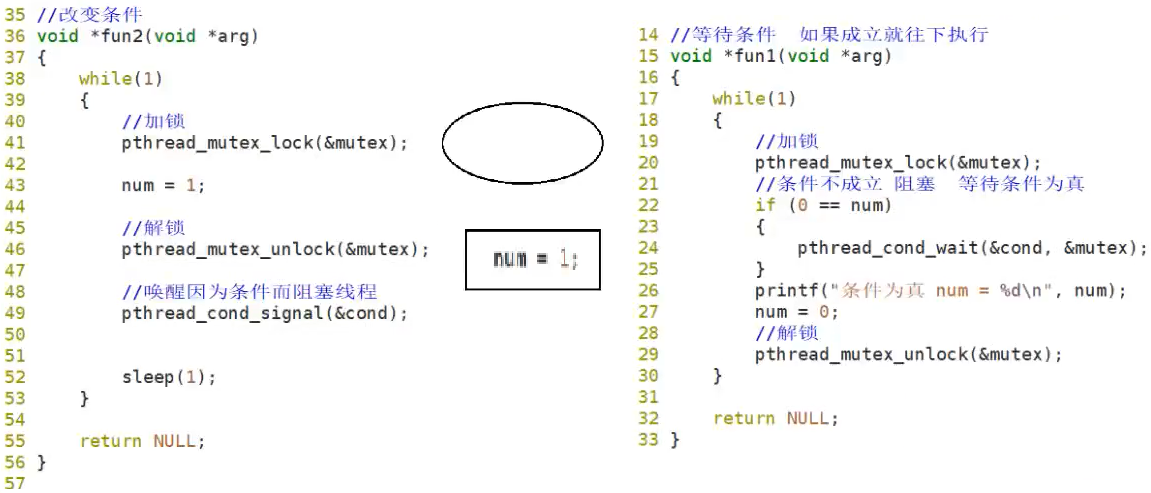 35 //改变条件
36 void *fun2(void *arg)
37 {
38     while(1)
39     {
40         //加锁
41         pthread_mutex_lock(&mutex);
42
43         num = 1;
44
45         //解锁
46         pthread_mutex_unlock(&mutex);
47
48         //唤醒因为条件而阻塞线程
49         pthread_cond_signal(&cond);
50
51
52         sleep(1);
53     }
54
55     return NULL;
56 }
57
num = 1;
14 //等待条件  如果成立就往下执行
15 void *fun1(void *arg)
16 {
17     while(1)
18     {
19         //加锁
20         pthread_mutex_lock(&mutex);
21         //条件不成立 阻塞  等待条件为真
22         if (0 == num)
23         {
24             pthread_cond_wait(&cond, &mutex);
25         }
26         printf("条件为真 num = %d\n", num);
27         num = 0;
28         //解锁
29         pthread_mutex_unlock(&mutex);
30     }
31
32     return NULL;
33 }